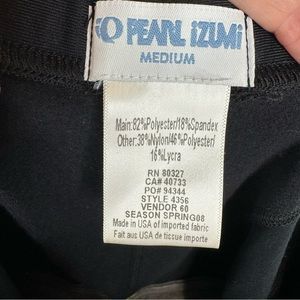 PEARL iZUMi
MEDIUM
Main:82%Polyester/18%Spandex
Other:38%Nylon/46%Polyester/
16%Lycra
RN 80327
CA# 40733
PO# 94344
STYLE 4356
VENDOR 60
SEASON SPRING08
Made in USA of imported fabric
Fait aus USA de tissue importe